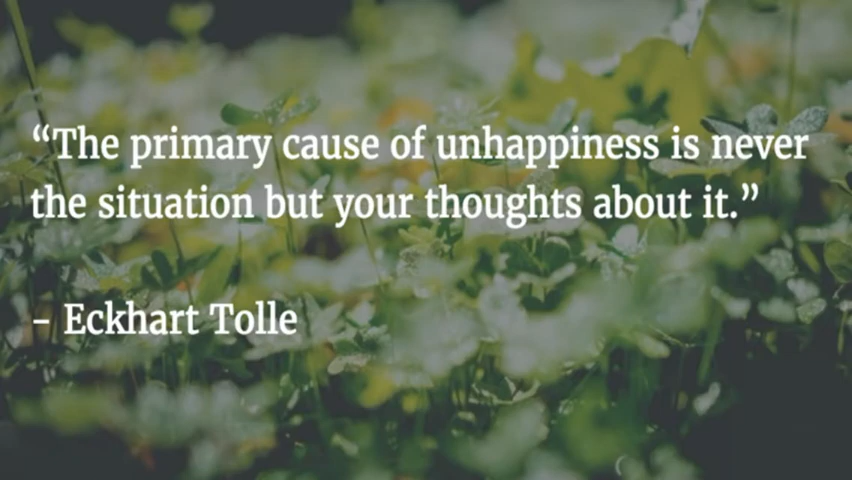 “The primary cause of unhappiness is never
the situation but your thoughts about it.”
– Eckhart Tolle